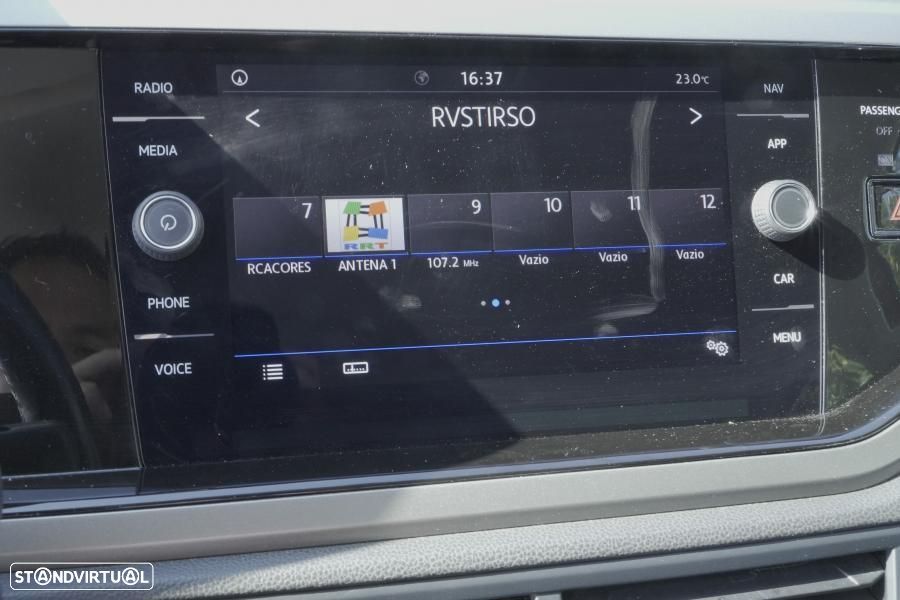 RADIO
MEDIA
PHONE
VOICE
16:37
23.0°C
< RVSTIRSO >
7
9
10
11
12
RRT
RCACORES
ANTENA 1
107.2 MHz
Vazio
Vazio
Vazio
NAV
APP
CAR
MENU
PASSENG
OFF
STANDVIRTUAL